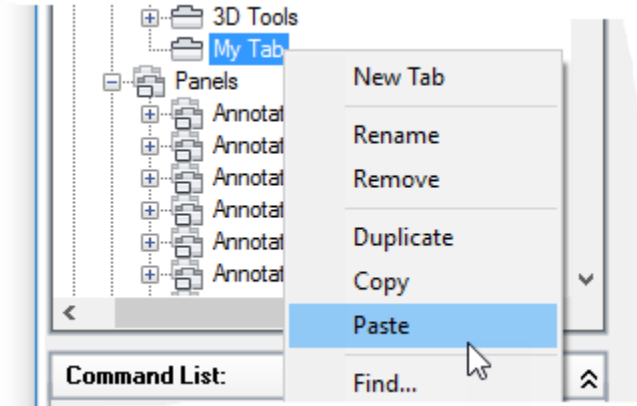 3D Tools
My Tab
Panels
Annotat
Annotat
Annotat
Annotat
Annotat
Annotat
New Tab
Rename
Remove
Duplicate
Copy
Paste
Find...
Command List: